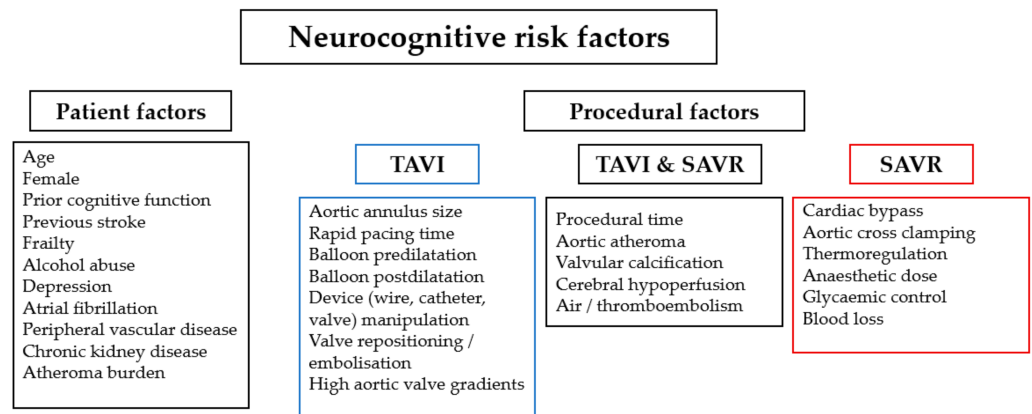 Neurocognitive risk factors
Patient factors
Age
Female
Prior cognitive function
Previous stroke
Frailty
Alcohol abuse
Depression
Atrial fibrillation
Peripheral vascular disease
Chronic kidney disease
Atheroma burden
Procedural factors
TAVI
Aortic annulus size
Rapid pacing time
Balloon predilatation
Balloon postdilatation
Device (wire, catheter,
valve) manipulation
Valve repositioning /
embolisation
High aortic valve gradients
TAVI & SAVR
Procedural time
Aortic atheroma
Valvular calcification
Cerebral hypoperfusion
Air / thromboembolism
SAVR
Cardiac bypass
Aortic cross clamping
Thermoregulation
Anaesthetic dose
Glycaemic control
Blood loss